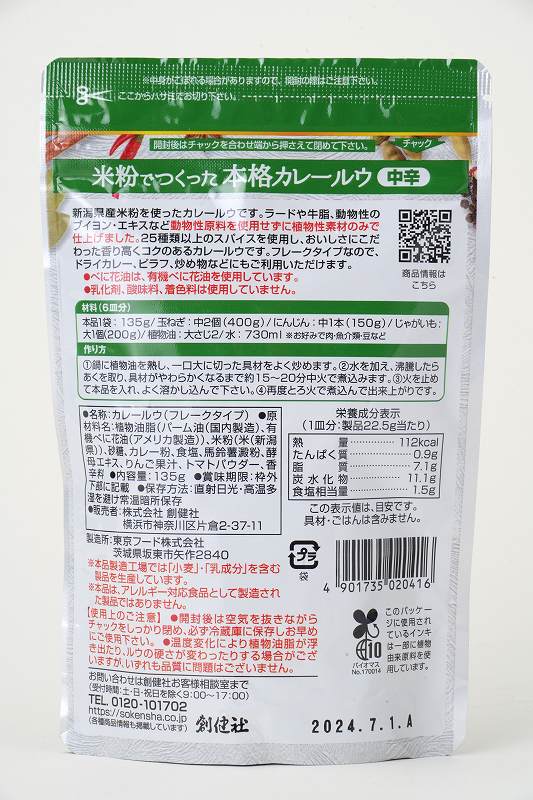 ※中身がこぼれる場合がありますので、開封の際はご注意下さい。
ここからハサミでお切り下さい。
開封後はチャックを合わせ端から押さえて閉めて下さい。
チャック
米粉でつくった 本格カレールウ 中辛
新潟県産米粉を使ったカレールウです。ラードや牛脂、動物性の
ブイヨン・エキスなど動物性原料を使用せずに植物性素材のみで
仕上げました。25種類以上のスパイスを使用し、おいしさにこだ
わった香り高くコクのあるカレールウです。フレークタイプなので、
ドライカレー、ピラフ、炒め物などにもご利用いただけます。
●べに花油は、有機べに花油を使用しています。
●乳化剤、酸味料、着色料は使用していません。
商品情報は
こちら
材料(6皿分)
本品1袋:135g/玉ねぎ:中2個(400g)/にんじん:中1本(150g)/じゃがいも:
大1個(200g)/植物油:大さじ2/水:730ml ※お好みで肉・魚介類・豆など
作り方
①鍋に植物油を熱し、一口大に切った具材をよく炒めます。②水を加え、沸騰したら
あくを取り、具材がやわらかくなるまで約15~20分中火で煮込みます。③火を止め
て本品を入れ、よく溶かし込んで下さい。④再度とろ火で煮込んで出来上がりです。
●名称:カレールウ(フレークタイプ) ●原
材料名:植物油脂(パーム油(国内製造)、有
機べに花油(アメリカ製造))、米粉(米(新潟
県))、砂糖、カレー粉、食塩、馬鈴薯澱粉、酵
母エキス、りんご果汁、トマトパウダー、香
辛料 ●内容量:135g ●賞味期限:枠外
下部に記載 ●保存方法:直射日光・高温多
湿を避け常温暗所保存
●販売者:株式会社 創健社
横浜市神奈川区片倉2-37-11
栄養成分表示
(1皿分:製品22.5g当たり)
熱量 112kcal
たんぱく質 0.9g
脂質 7.1g
炭水化物 11.1g
食塩相当量 1.5g
この表示値は、目安です。
具材・ごはんは含みません。
製造所:東京フード株式会社
茨城県坂東市矢作2840
※本品製造工場では「小麦」・「乳成分」を含む
製品を生産しています。
※本品は、アレルギー対応食品として製造され
た製品ではありません。
プラ
袋
4 901735 020416
【使用上のご注意】 ●開封後は空気を抜きながら
チャックをしっかり閉め、必ず冷蔵庫に保存しお早め
にご使用下さい。 ●温度変化により植物油脂が浮
き出たり、ルウの硬さが変わったりする場合がござ
いますが、いずれも品質に問題はございません。
10
バイオマス
No.170014
このパッケー
ジに使用され
ているインキ
は一部に植物
由来原料を使
用しています。
お問い合わせは創健社お客様相談室まで
(受付時間:土・日・祝日を除く9:00~17:00)
TEL. 0120-101702
https://sokensha.co.jp
(各種商品情報も掲載しています)
創健社
2024.7.1.A